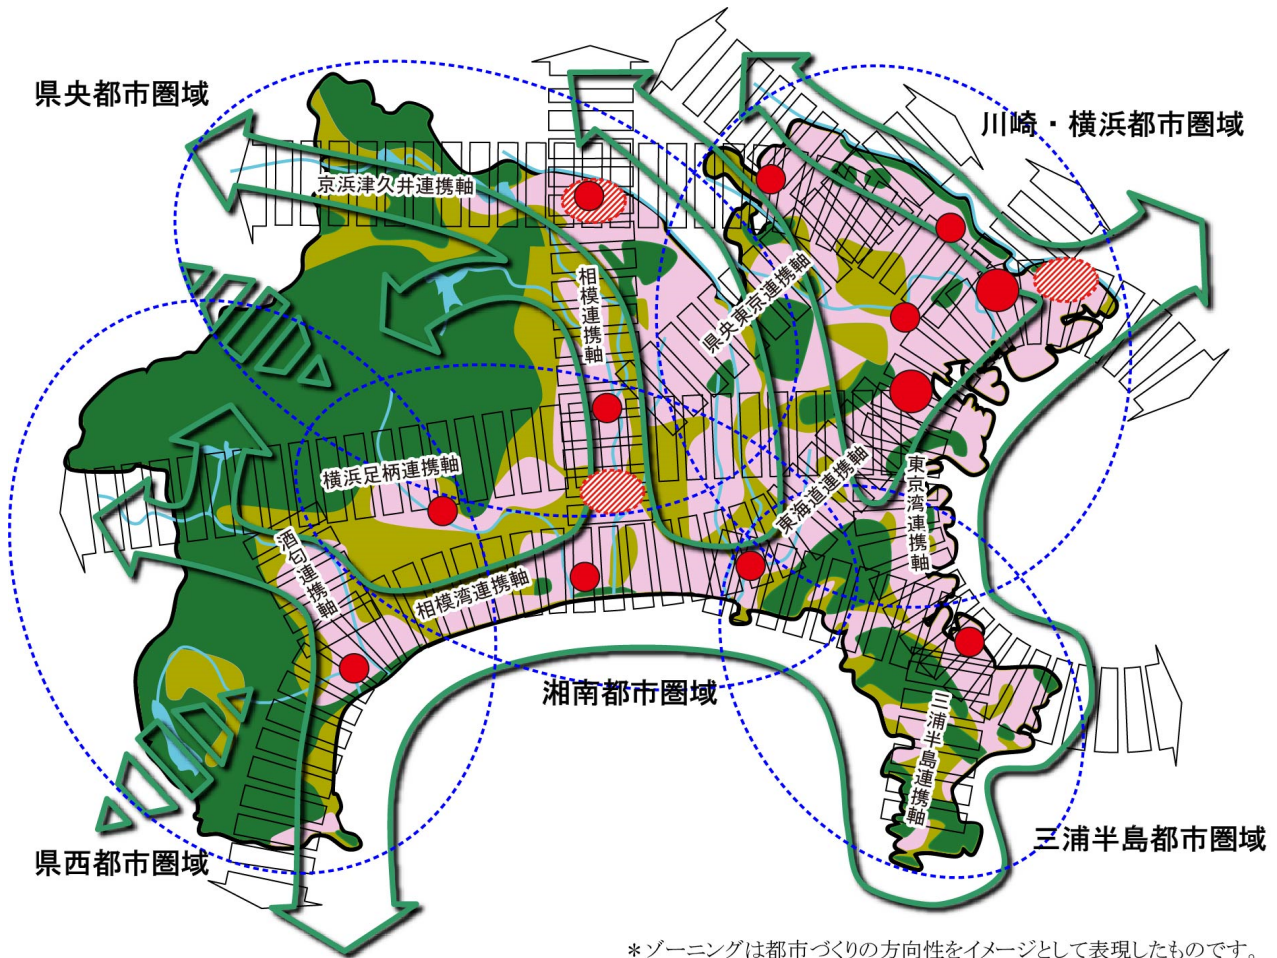 県央都市圏域
川崎・横浜都市圏域
京浜津久井連携軸
相模連携軸
県央東京連携軸
横浜足柄連携軸
東海道連携軸
東京湾連携軸
酒匂連携軸
相模湾連携軸
湘南都市圏域
三浦半島連携軸
県西都市圏域
三浦半島都市圏域
＊ゾーニングは都市づくりの方向性をイメージとして表現したものです。